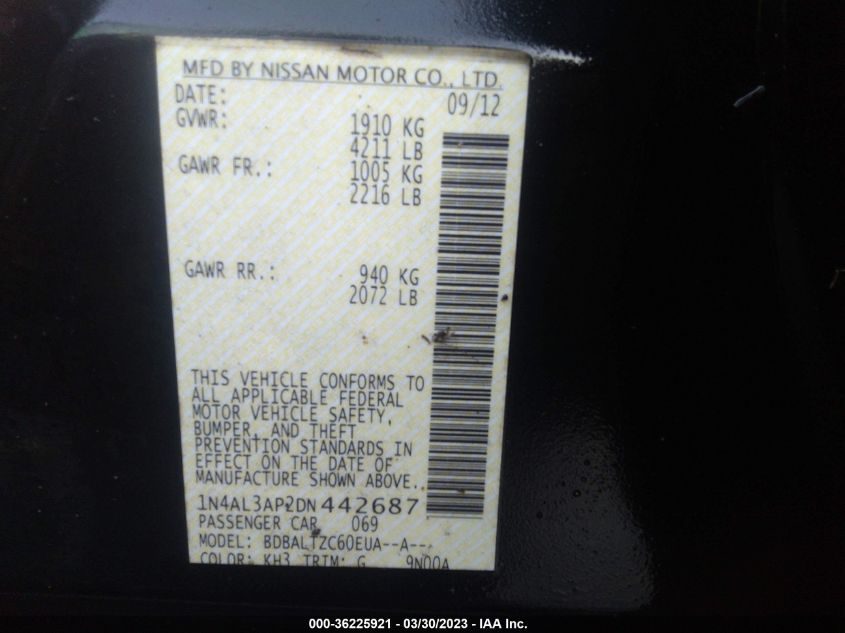 MFD BY NISSAN MOTOR CO., LTD.
DATE: 09/12
GVWR: 1910 KG
4211 LB
GAWR FR.: 1005 KG
2216 LB
GAWR RR.: 940 KG
2072 LB
THIS VEHICLE CONFORMS TO
ALL APPLICABLE FEDERAL
MOTOR VEHICLE SAFETY,
BUMPER, AND THEFT
PREVENTION STANDARDS IN
EFFECT ON THE DATE OF
MANUFACTURE SHOWN ABOVE.
1N4AL3AP2DN442687
PASSENGER CAR 069
MODEL: BDBALTZC60EUA--A--
COLOR: KH3 TRIM: G 9N00A
000-36225921 - 03/30/2023 - IAA Inc.